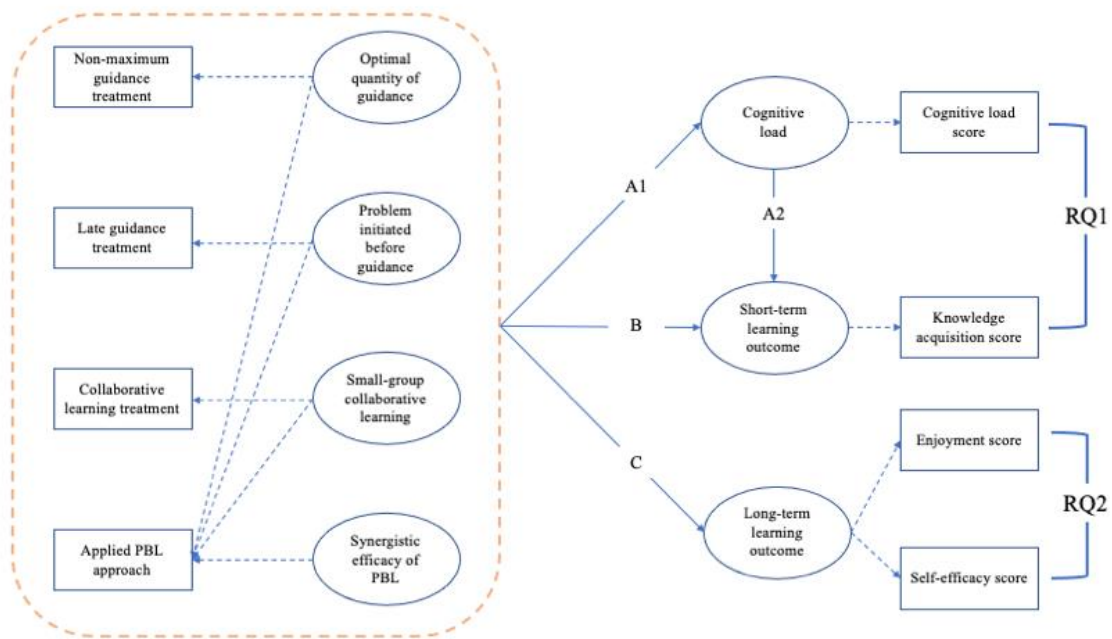 Non-maximum
guidance
treatment
Optimal
quantity of
guidance
Late guidance
treatment
Problem
initiated
before
guidance
Collaborative
learning treatment
Small-group
collaborative
learning
Applied PBL
approach
Synergistic
efficacy of
PBL
A1
A2
B
C
Cognitive
load
Cognitive load
score
Short-term
learning
outcome
Knowledge
acquisition score
RQ1
Long-term
learning
outcome
Enjoyment score
Self-efficacy score
RQ2